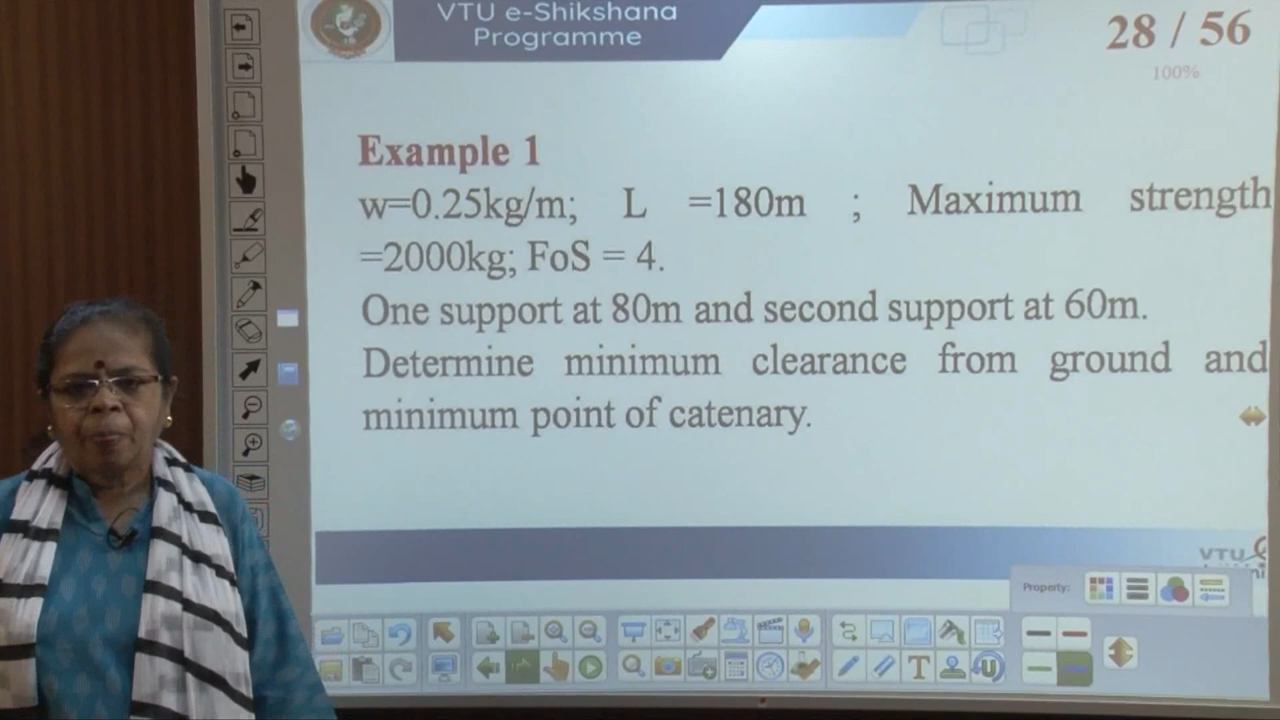 VTU e-Shikshana
Programme
28 / 56
100%
Example 1
w=0.25kg/m; L =180m ; Maximum strength
=2000kg; FoS = 4.
One support at 80m and second support at 60m.
Determine minimum clearance from ground and
minimum point of catenary.
VTU
Property: